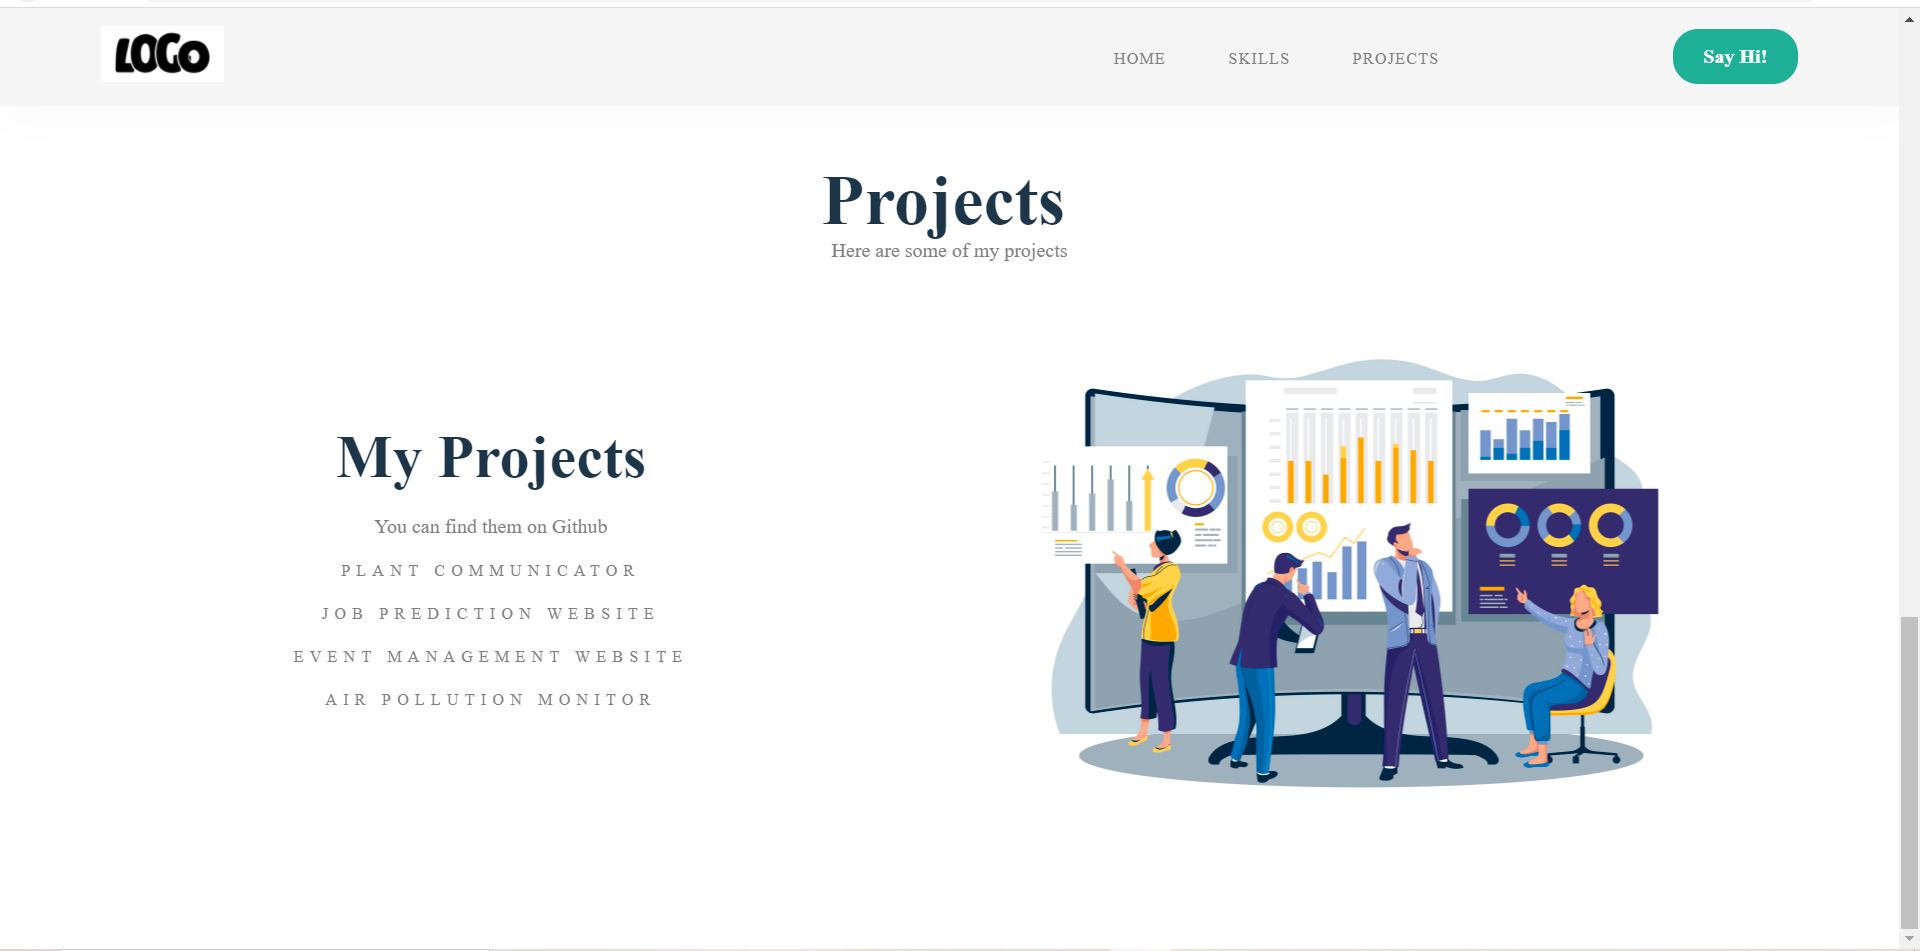 LOGO
HOME SKILLS PROJECTS
Say Hi!
Projects
Here are some of my projects
My Projects
You can find them on Github
PLANT COMMUNICATOR
JOB PREDICTION WEBSITE
EVENT MANAGEMENT WEBSITE
AIR POLLUTION MONITOR